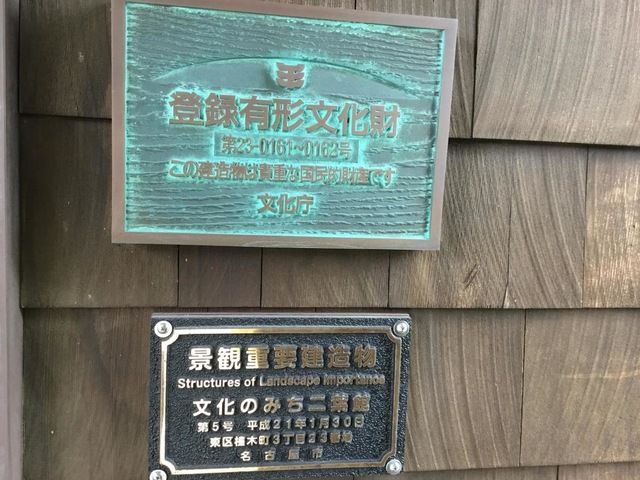 登録有形文化財
第23-0161~0162号
この建造物は貴重な国民的財産です
文化庁
景観重要建造物
Structures of Landscape Importance
文化のみち二葉館
第5号 平成21年1月30日
東区橦木町3丁目23番地
名古屋市